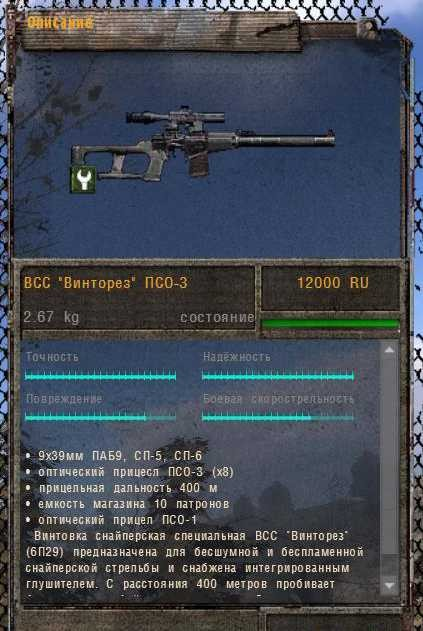 Описание
ВСС "Винторез" ПСО-3
12000 RU
2.67 kg
состояние
Точность
Надёжность
Повреждение
Боевая скорострельность
• 9х39мм ПАБ9, СП-5, СП-6
• оптический прицесл ПСО-3 (х8)
• прицельная дальность 400 м
• емкость магазина 10 патронов
• оптический прицел ПСО-1
Винтовка снайперская специальная ВСС "Винторез"
(6П29) предназначена для бесшумной и беспламенной
снайперской стрельбы и снабжена интегрированным
глушителем. С расстояния 400 метров пробивает